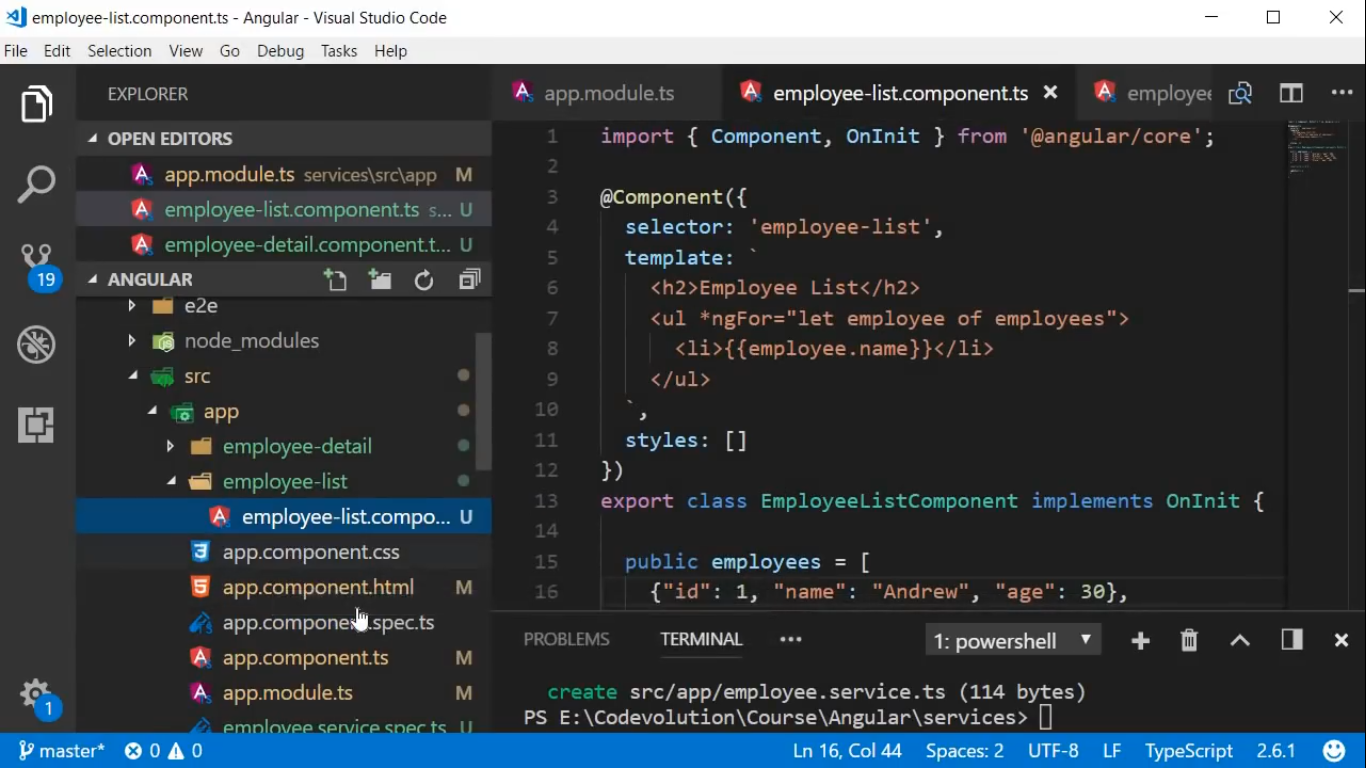 employee-list.component.ts - Angular - Visual Studio Code
File Edit Selection View Go Debug Tasks Help
EXPLORER
OPEN EDITORS
app.module.ts services\src\app M
employee-list.component.ts s... U
employee-detail.component.t... U
19
ANGULAR
e2e
node_modules
src
app
employee-detail
employee-list
employee-list.compo... U
app.component.css
app.component.html M
app.component.spec.ts
app.component.ts M
app.module.ts M
employee.service.spec.ts U
1
app.module.ts employee-list.component.ts employee
1 import { Component, OnInit } from '@angular/core';
2
3 @Component({
4 selector: 'employee-list',
5 template: `
6 <h2>Employee List</h2>
7 <ul *ngFor="let employee of employees">
8 <li>{{employee.name}}</li>
9 </ul>
10 `,
11 styles: []
12 })
13 export class EmployeeListComponent implements OnInit {
14
15 public employees = [
16 {"id": 1, "name": "Andrew", "age": 30},
PROBLEMS TERMINAL ••• 1: powershell
create src/app/employee.service.ts (114 bytes)
PS E:\Codevolution\Course\Angular\services>
master* 0 0 Ln 16, Col 44 Spaces: 2 UTF-8 LF TypeScript 2.6.1